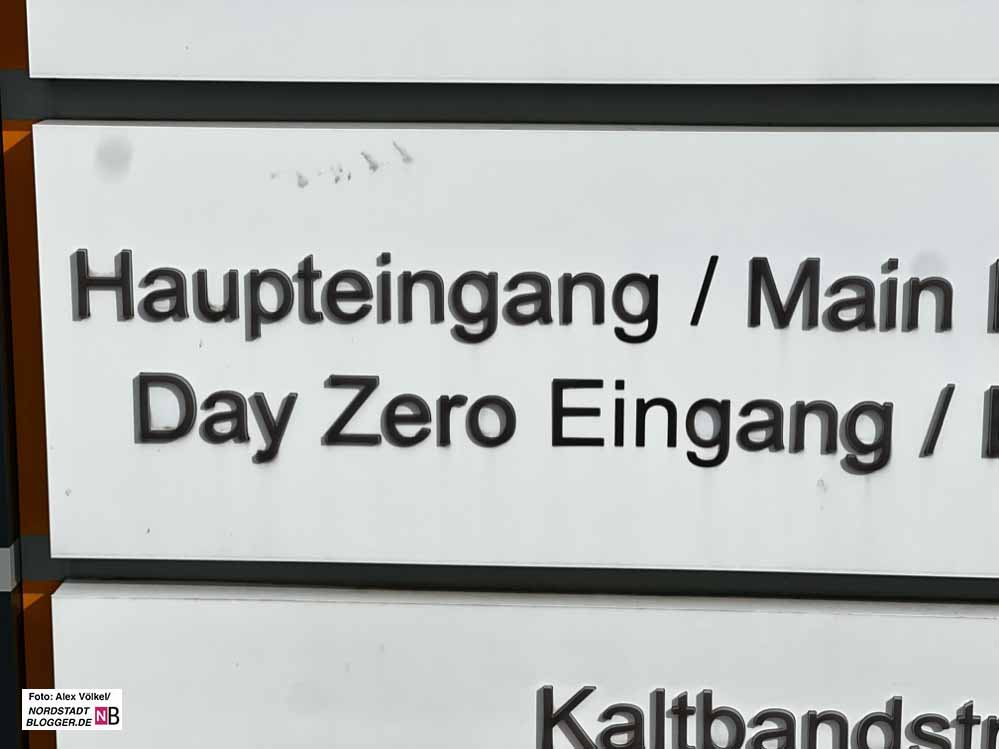 Haupteingang / Main
Day Zero Eingang /
Foto: Alex Völkel/
NORDSTADT
BLOGGER.DE NB